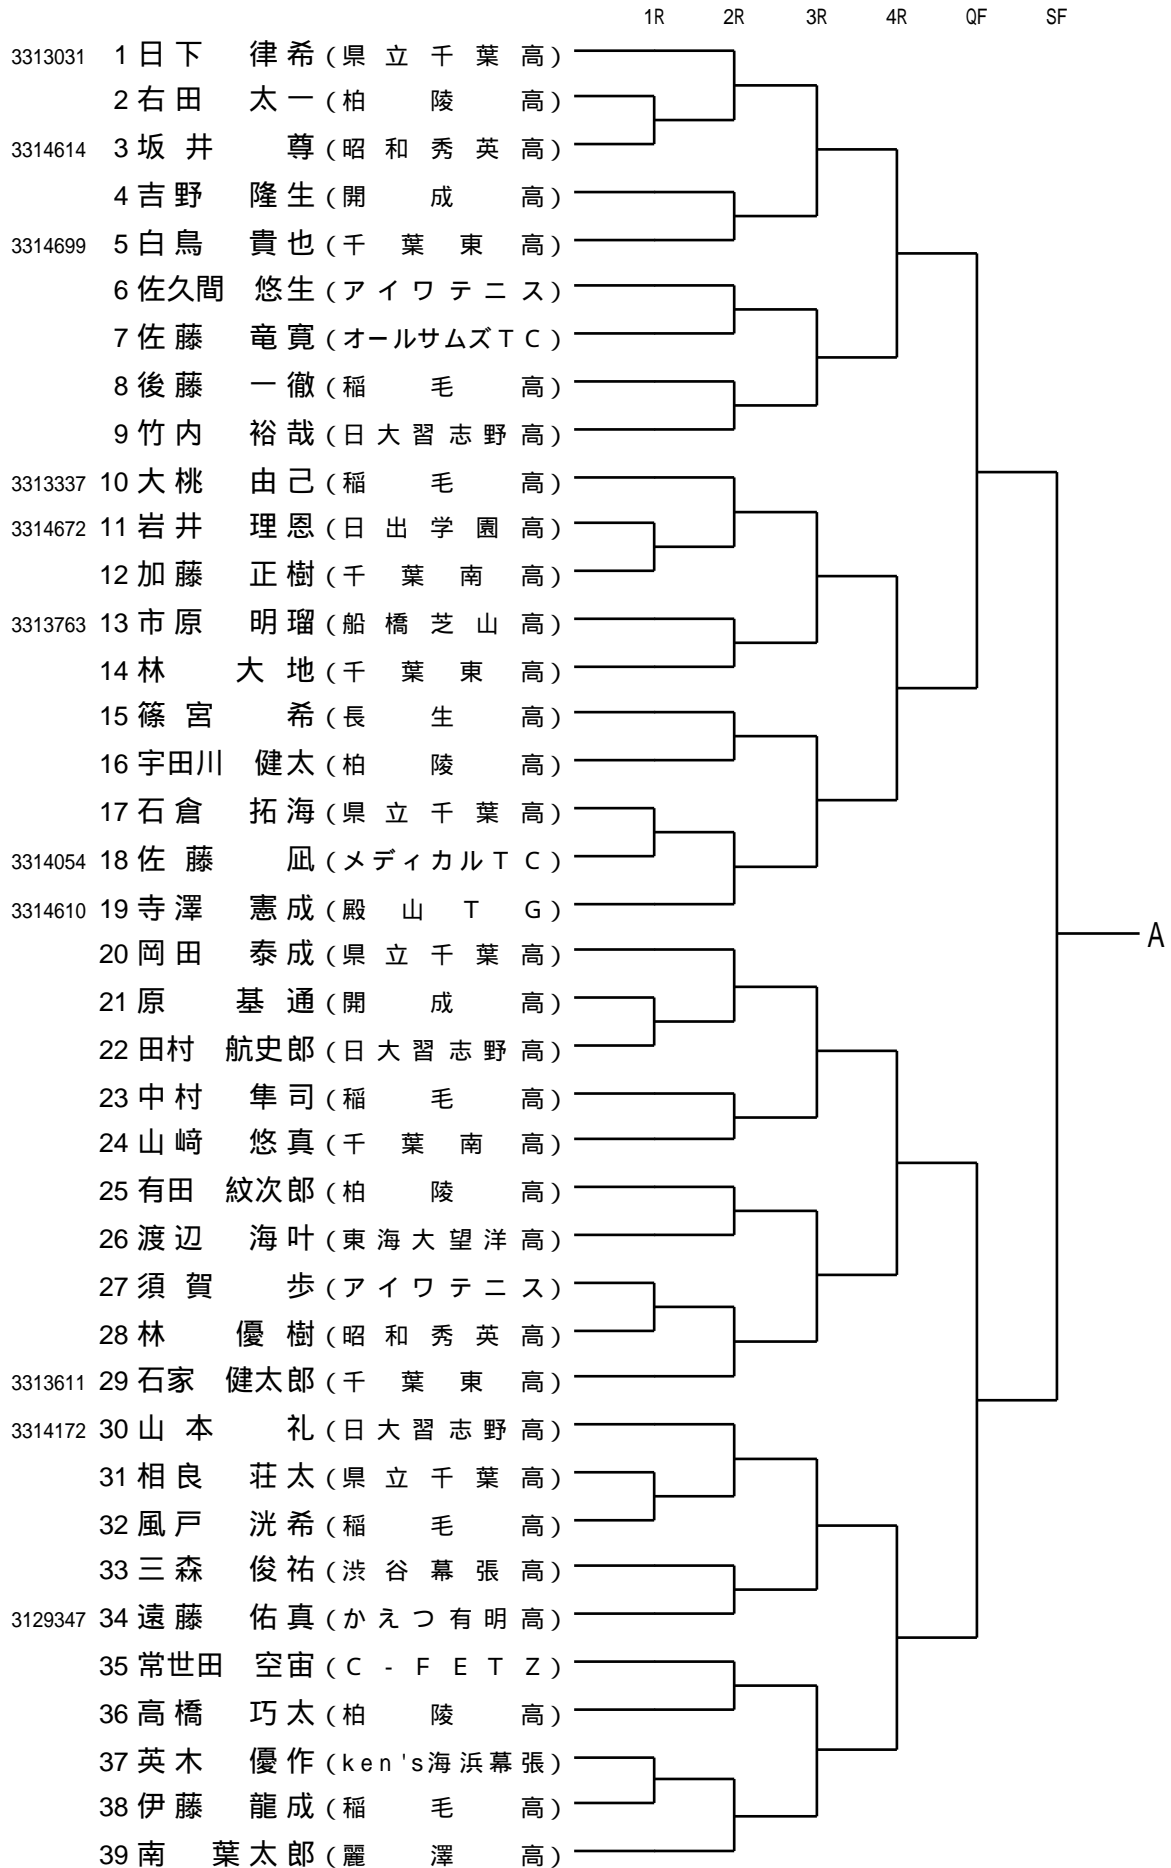 1R 2R 3R 4R QF SF
3313031 1 日下 律希 (県立千葉高)
2 右田 太一 (柏陵高)
3314614 3 坂井 尊 (昭和秀英高)
4 吉野 隆生 (開成高)
3314699 5 白鳥 貴也 (千葉東高)
6 佐久間 悠生 (アイワテニス)
7 佐藤 竜寛 (オールサムズTC)
8 後藤 一徹 (稲毛高)
9 竹内 裕哉 (日大習志野高)
3313337 10 大桃 由己 (稲毛高)
3314672 11 岩井 理恩 (日出学園高)
12 加藤 正樹 (千葉南高)
3313763 13 市原 明瑠 (船橋芝山高)
14 林 大地 (千葉東高)
15 篠宮 希 (長生高)
16 宇田川 健太 (柏陵高)
17 石倉 拓海 (県立千葉高)
3314054 18 佐藤 凪 (メディカルTC)
3314610 19 寺澤 憲成 (殿山TG)
A
20 岡田 泰成 (県立千葉高)
21 原 基通 (開成高)
22 田村 航史郎 (日大習志野高)
23 中村 隼司 (稲毛高)
24 山﨑 悠真 (千葉南高)
25 有田 紋次郎 (柏陵高)
26 渡辺 海叶 (東海大望洋高)
27 須賀 歩 (アイワテニス)
28 林 優樹 (昭和秀英高)
3313611 29 石家 健太郎 (千葉東高)
3314172 30 山本 礼 (日大習志野高)
31 相良 荘太 (県立千葉高)
32 風戸 洸希 (稲毛高)
33 三森 俊祐 (渋谷幕張高)
3129347 34 遠藤 佑真 (かえつ有明高)
35 常世田 空宙 (C-FETZ)
36 高橋 巧太 (柏陵高)
37 英木 優作 (ken's海浜幕張)
38 伊藤 龍成 (稲毛高)
39 南 葉太郎 (麗澤高)